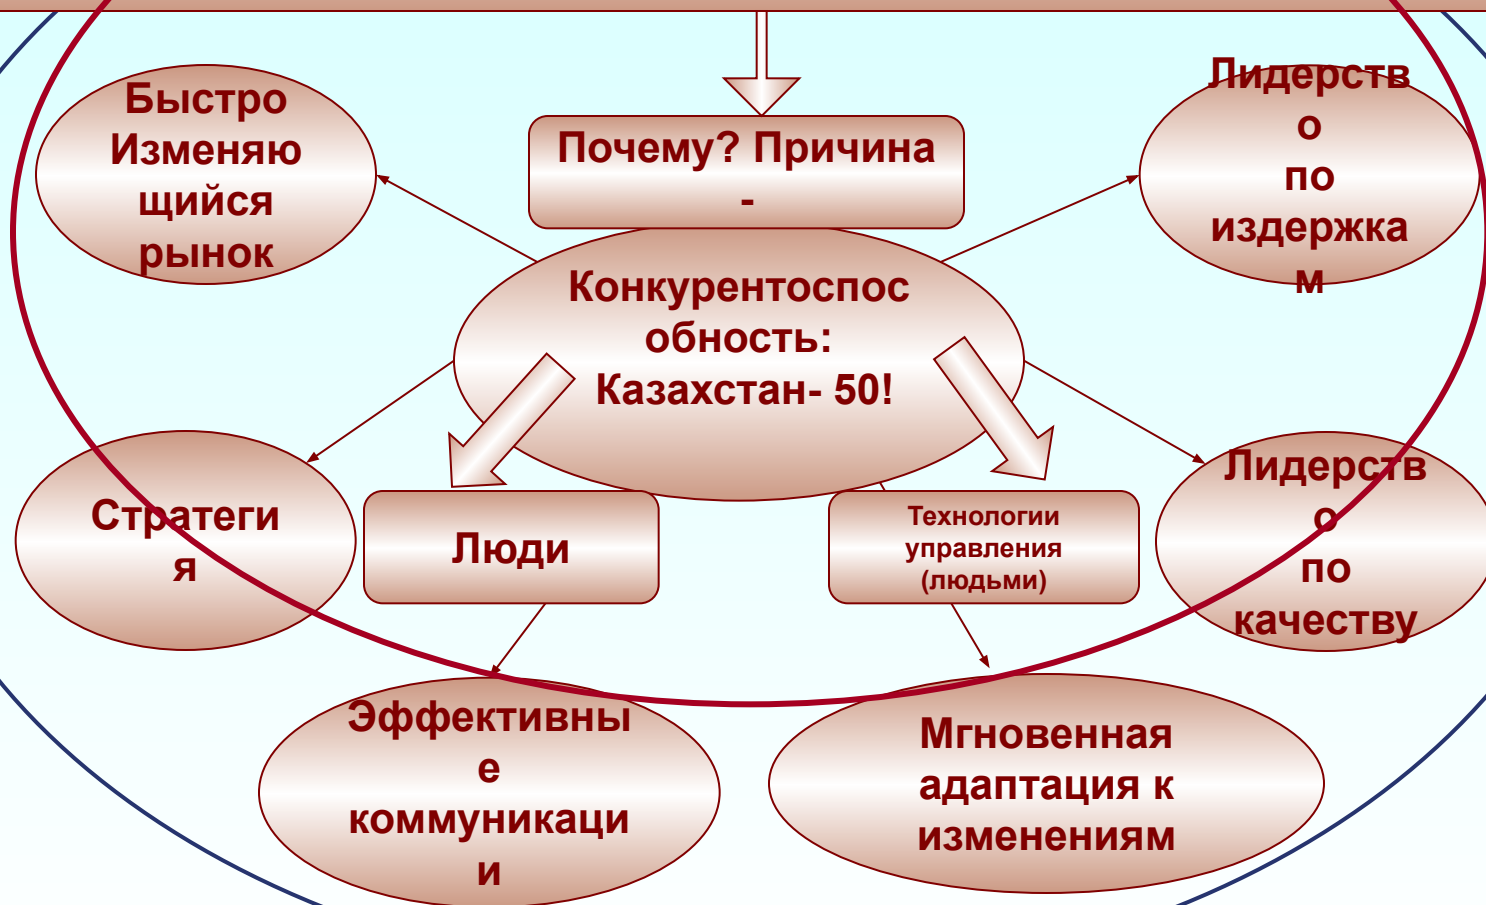 Быстро
Изменяю
щийся
рынок
Почему? Причина
-
Лидерств
о
по
издержка
м
Конкурентоспос
обность:
Казахстан- 50!
Стратеги
я
Люди
Технологии
управления
(людьми)
Лидерств
о
по
качеству
Эффективны
е
коммуникаци
и
Мгновенная
адаптация к
изменениям